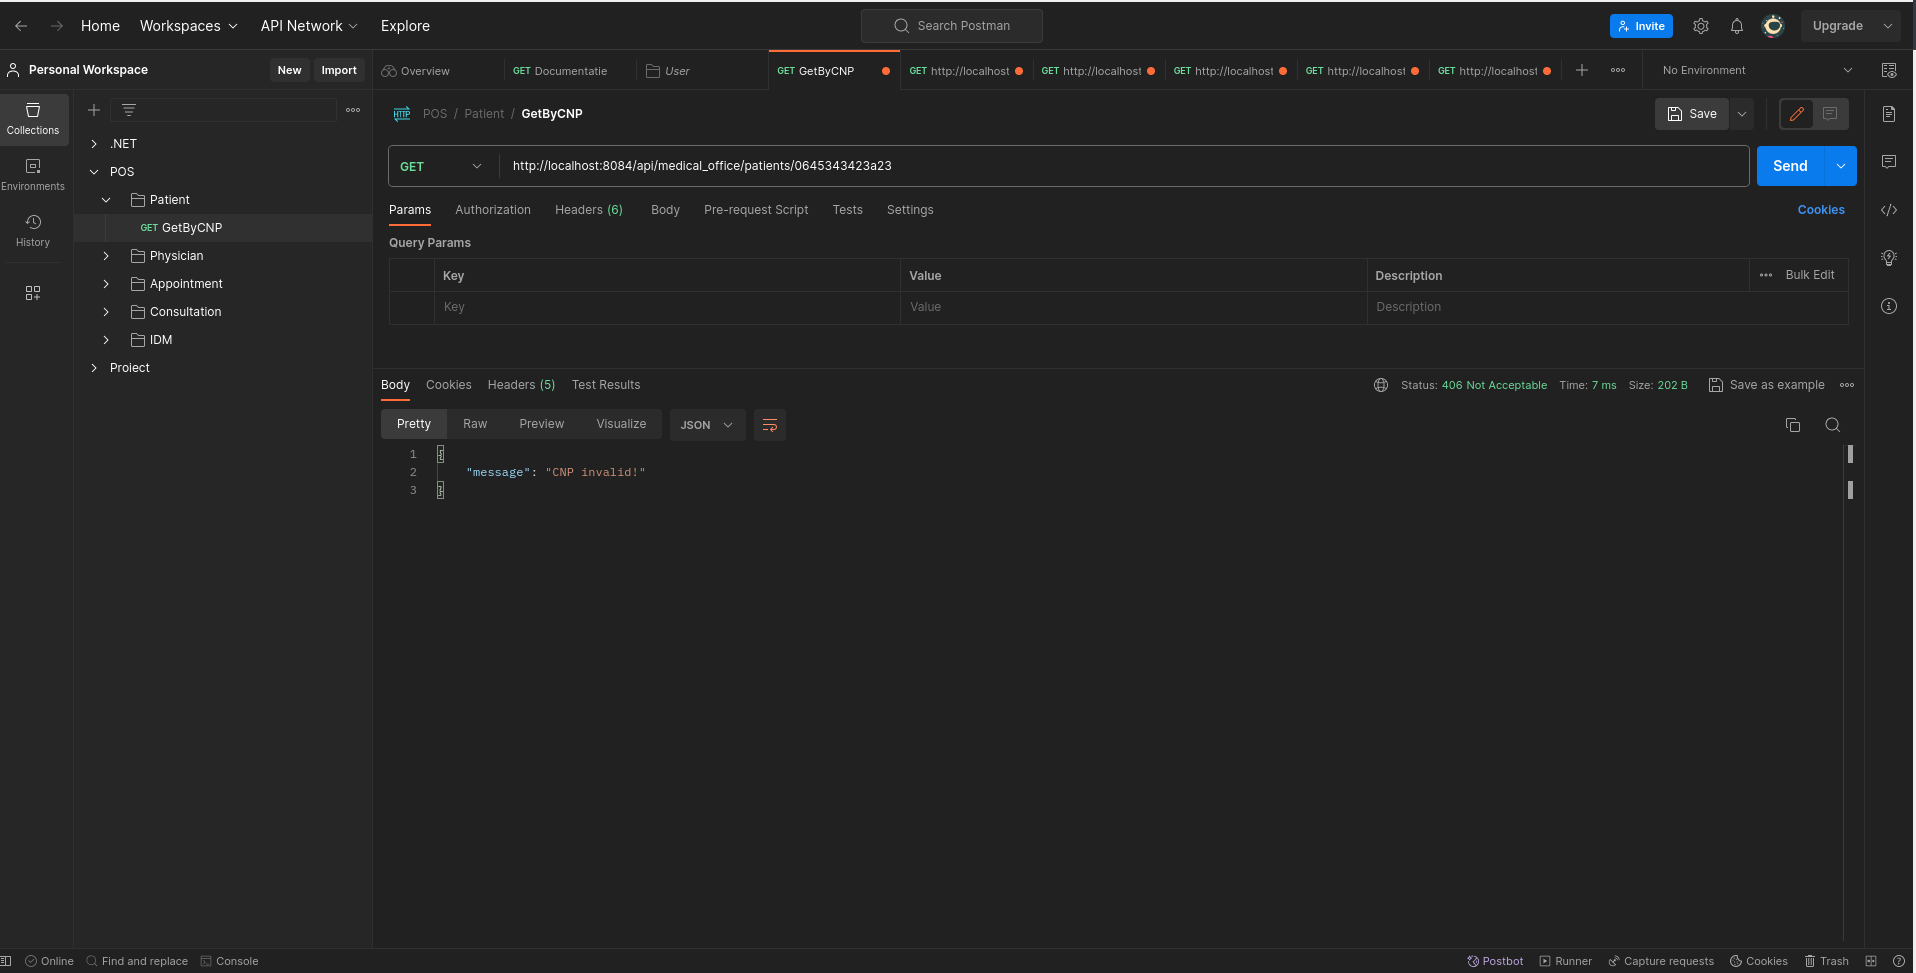 Home Workspaces API Network Explore Search Postman Invite Upgrade
Personal Workspace New Import
Overview GET Documentatie User GET GetByCNP GET http://localhost GET http://localhost GET http://localhost GET http://localhost GET http://localhost No Environment
Collections
Environments
History
.NET
POS
Patient
GET GetByCNP
Physician
Appointment
Consultation
IDM
Proiect
HTTP POS / Patient / GetByCNP Save
GET http://localhost:8084/api/medical_office/patients/0645343423a23 Send
Params Authorization Headers (6) Body Pre-request Script Tests Settings Cookies
Query Params
Key Value Description Bulk Edit
Key Value Description
Body Cookies Headers (5) Test Results Status: 406 Not Acceptable Time: 7 ms Size: 202 B Save as example
Pretty Raw Preview Visualize JSON
1 {
2 "message": "CNP invalid!"
3 }
Online Find and replace Console Postbot Runner Capture requests Cookies Trash